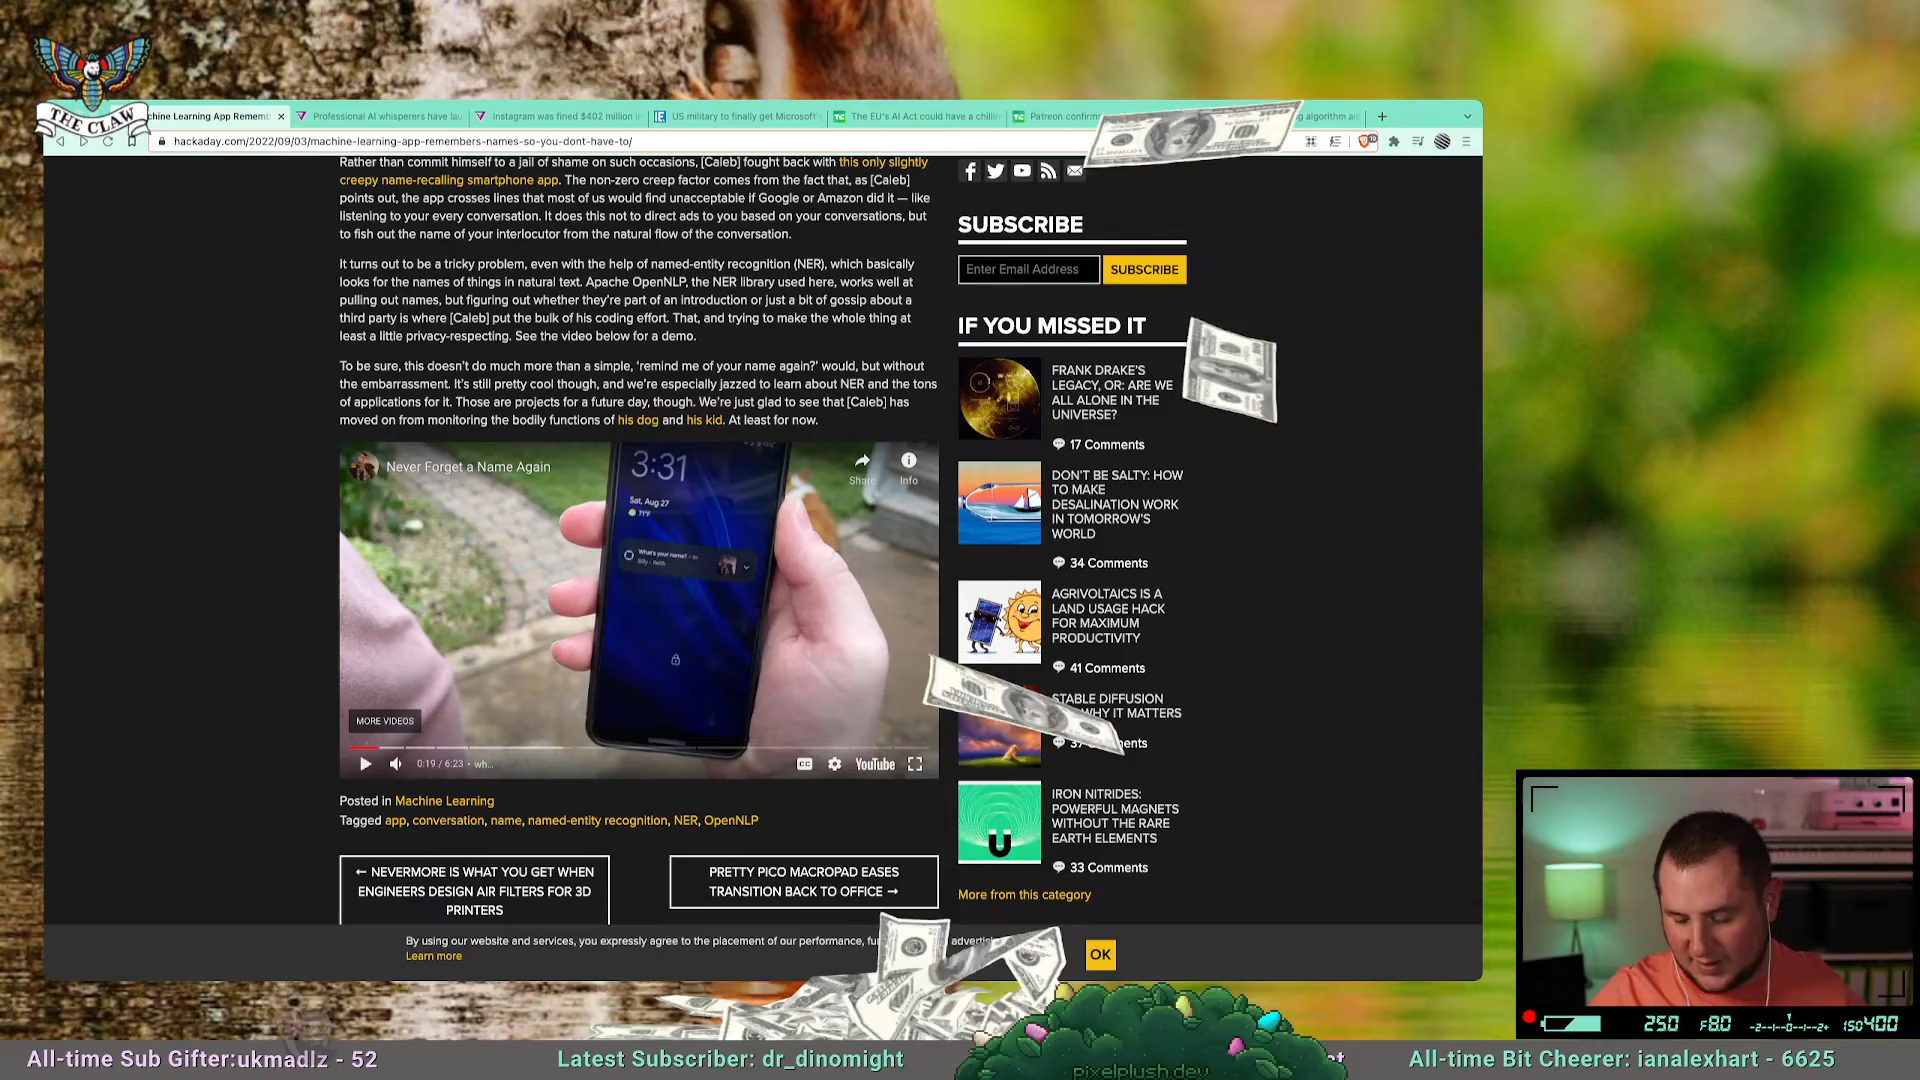 THE CLAW
chine Learning App Rememb
Professional AI whisperers have lau
Instagram was fined $402 million in
US military to finally get Microsoft's
The EU's AI Act could have a chillin
Patreon confirm
g algorithm aid
hackaday.com/2022/09/03/machine-learning-app-remembers-names-so-you-dont-have-to/
Rather than commit himself to a jail of shame on such occasions, [Caleb] fought back with this only slightly
creepy name-recalling smartphone app. The non-zero creep factor comes from the fact that, as [Caleb]
points out, the app crosses lines that most of us would find unacceptable if Google or Amazon did it — like
listening to your every conversation. It does this not to direct ads to you based on your conversations, but
to fish out the name of your interlocutor from the natural flow of the conversation.
It turns out to be a tricky problem, even with the help of named-entity recognition (NER), which basically
looks for the names of things in natural text. Apache OpenNLP, the NER library used here, works well at
pulling out names, but figuring out whether they're part of an introduction or just a bit of gossip about a
third party is where [Caleb] put the bulk of his coding effort. That, and trying to make the whole thing at
least a little privacy-respecting. See the video below for a demo.
To be sure, this doesn't do much more than a simple, 'remind me of your name again?' would, but without
the embarrassment. It's still pretty cool though, and we're especially jazzed to learn about NER and the tons
of applications for it. Those are projects for a future day, though. We're just glad to see that [Caleb] has
moved on from monitoring the bodily functions of his dog and his kid. At least for now.
Never Forget a Name Again
Share
Info
3:31
Sat, Aug 27
71°F
What's your name?
Billy - Keith
MORE VIDEOS
0:19 / 6:23 • wh...
CC
YouTube
Posted in Machine Learning
Tagged app, conversation, name, named-entity recognition, NER, OpenNLP
← NEVERMORE IS WHAT YOU GET WHEN
ENGINEERS DESIGN AIR FILTERS FOR 3D
PRINTERS
PRETTY PICO MACROPAD EASES
TRANSITION BACK TO OFFICE →
SUBSCRIBE
Enter Email Address
SUBSCRIBE
IF YOU MISSED IT
FRANK DRAKE'S
LEGACY, OR: ARE WE
ALL ALONE IN THE
UNIVERSE?
17 Comments
DON'T BE SALTY: HOW
TO MAKE
DESALINATION WORK
IN TOMORROW'S
WORLD
34 Comments
AGRIVOLTAICS IS A
LAND USAGE HACK
FOR MAXIMUM
PRODUCTIVITY
41 Comments
STABLE DIFFUSION
WHY IT MATTERS
37 ments
IRON NITRIDES:
POWERFUL MAGNETS
WITHOUT THE RARE
EARTH ELEMENTS
33 Comments
More from this category
By using our website and services, you expressly agree to the placement of our performance, fu advertisi
Learn more
OK
250 F8.0 -2--1--0--1--2+ ISO400
All-time Sub Gifter:ukmadlz - 52
Latest Subscriber: dr_dinomight
pixelplush.dev
et
All-time Bit Cheerer: ianalexhart - 6625